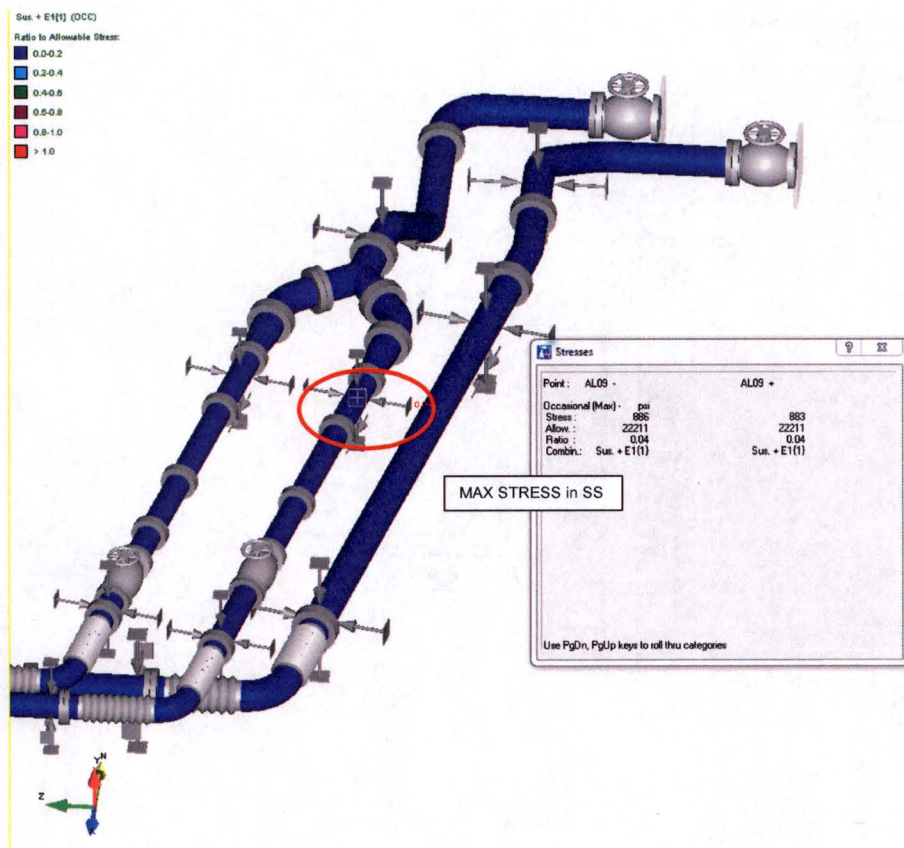 Sus. + E1{1} (OCC)
Ratio to Allowable Stress:
0.0-0.2
0.2-0.4
0.4-0.6
0.6-0.8
0.8-1.0
> 1.0
Stresses
Point : AL09 - AL09 +
Occasional (Max) - psi
Stress : 886 883
Allow. : 22211 22211
Ratio : 0.04 0.04
Combin.: Sus. + E1{1} Sus. + E1{1}
MAX STRESS in SS
Use PgDn, PgUp keys to roll thru categories
Y N
Z